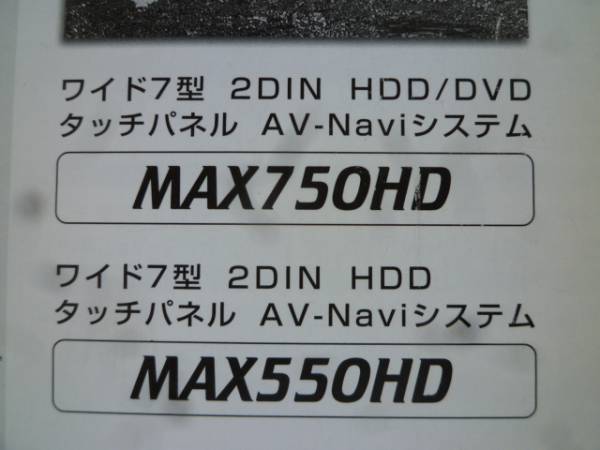 ワイド7型 2DIN HDD/DVD
タッチパネル AV-Naviシステム
MAX750HD
ワイド7型 2DIN HDD
タッチパネル AV-Naviシステム
MAX550HD